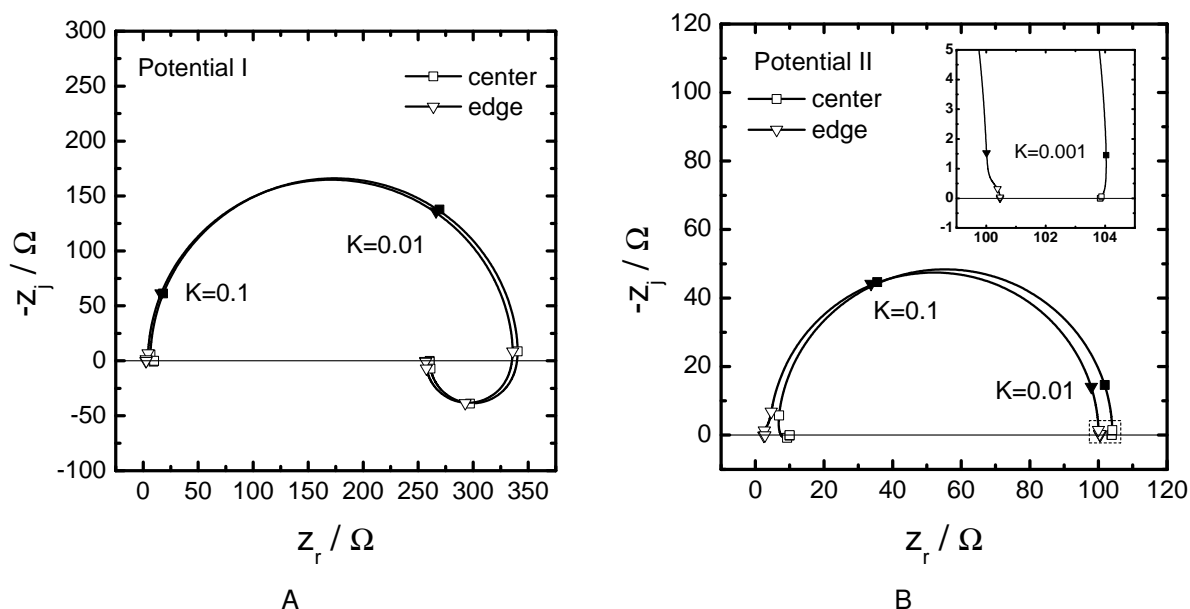 300
250
200
150
100
50
0
-50
-100
-z_j / Ω
0 50 100 150 200 250 300 350
z_r / Ω
Potential I
center
edge
K=0.01
K=0.1
A
120
100
80
60
40
20
0
-z_j / Ω
0 20 40 60 80 100 120
z_r / Ω
Potential II
center
edge
K=0.1
K=0.01
5
4
3
2
1
0
-1
100 102 104
K=0.001
B